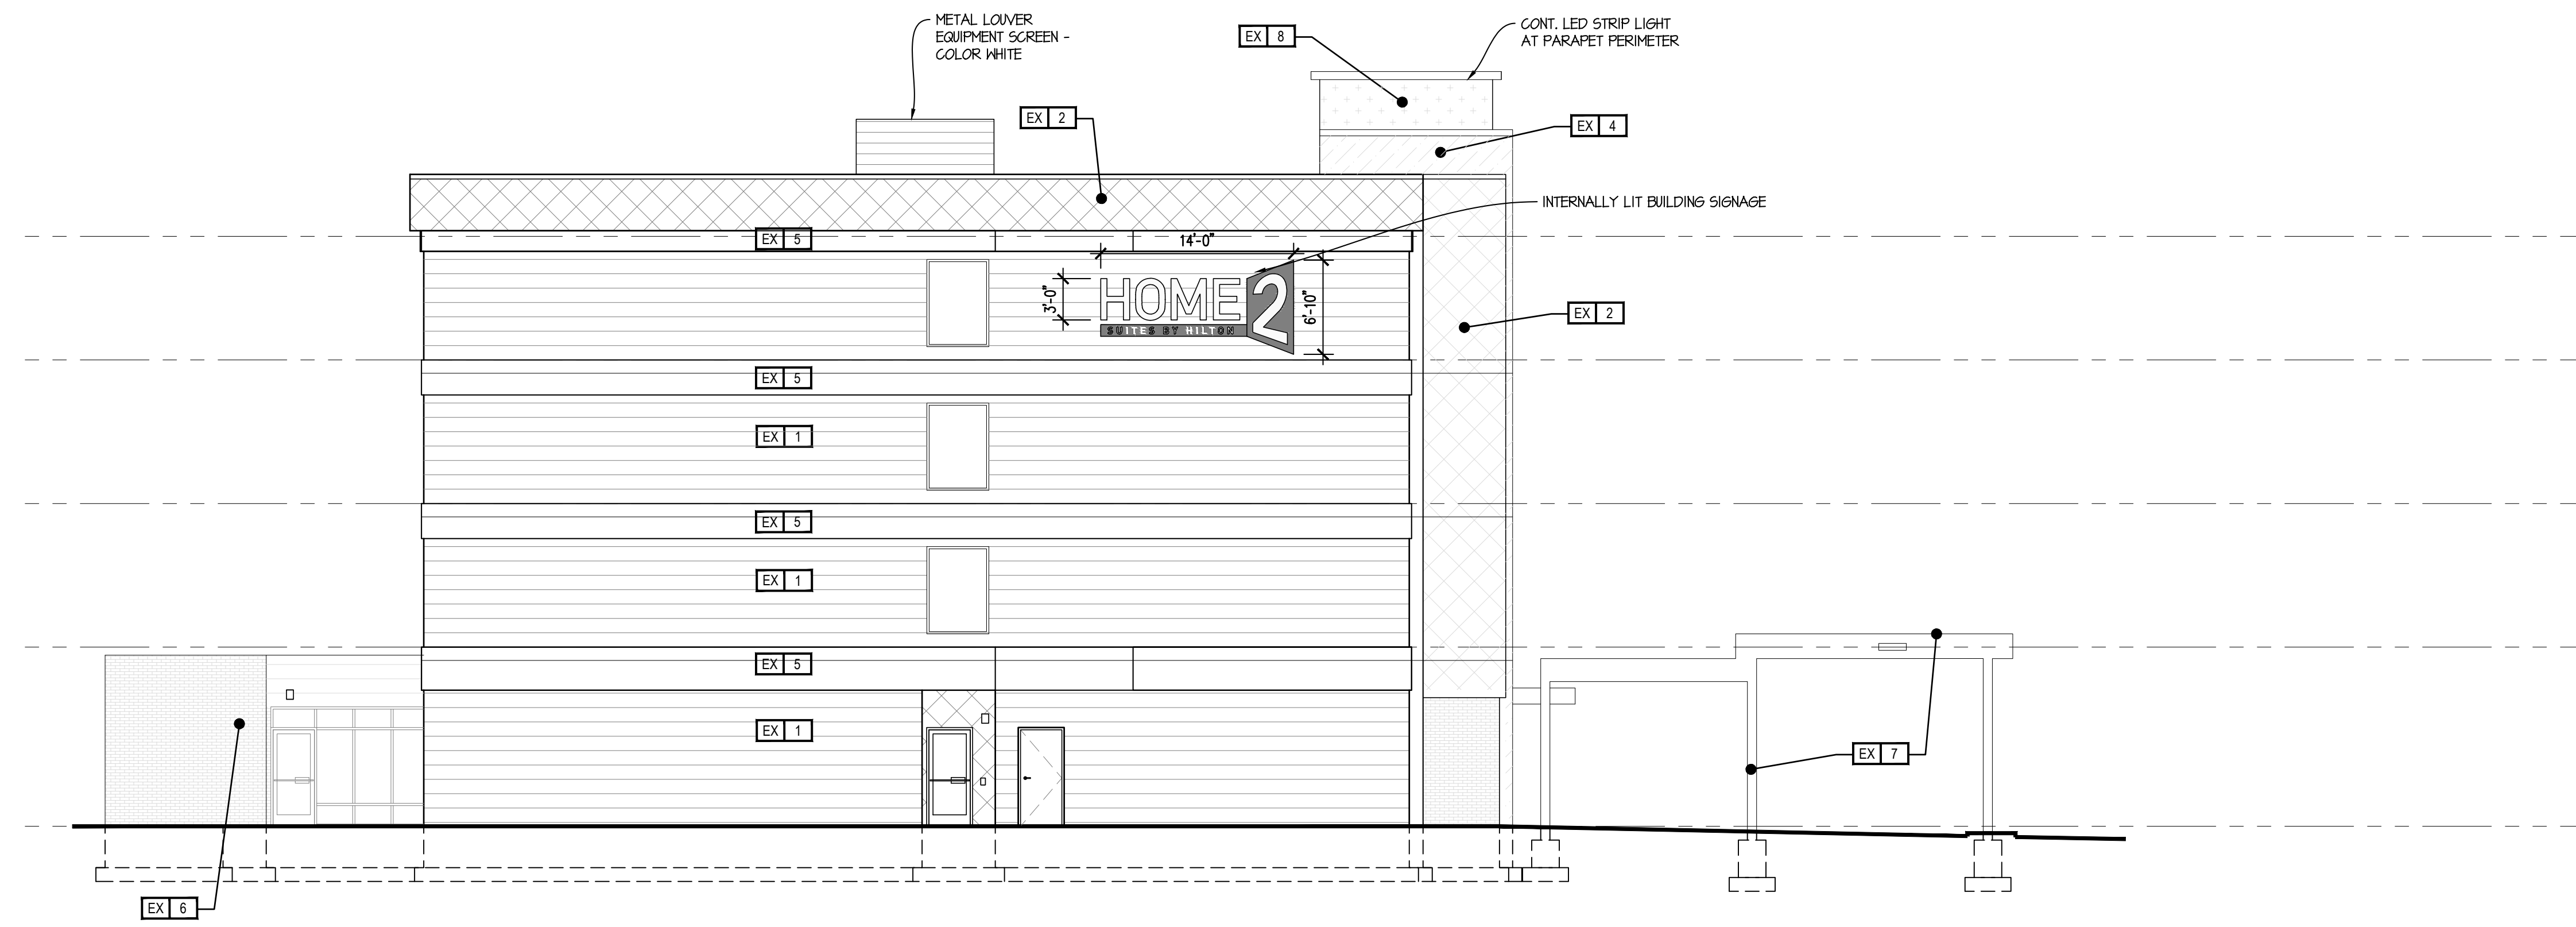 METAL LOUVER
EQUIPMENT SCREEN -
COLOR WHITE
EX 8
CONT. LED STRIP LIGHT
AT PARAPET PERIMETER
EX 2
EX 4
INTERNALLY LIT BUILDING SIGNAGE
EX 5
14'-0"
3'-0"
HOME 2
SUITES BY HILTON
6'-10"
EX 2
EX 5
EX 1
EX 5
EX 1
EX 5
EX 1
EX 7
EX 6